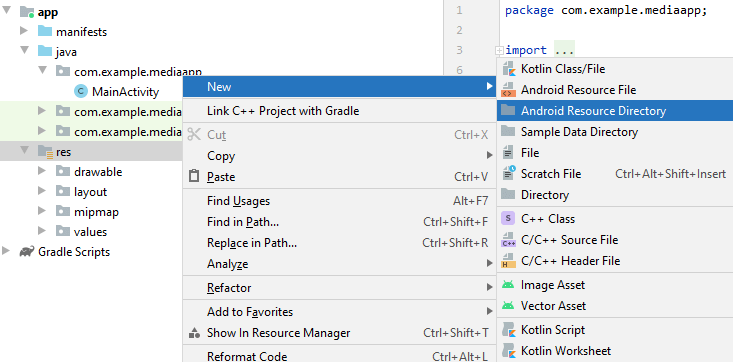 app
manifests
java
com.example.mediaapp
MainActivity
com.example.media
com.example.media
res
drawable
layout
mipmap
values
Gradle Scripts
1 package com.example.mediaapp;
2
3 import ...
6
New
Link C++ Project with Gradle
Cut Ctrl+X
Copy
Paste Ctrl+V
Find Usages Alt+F7
Find in Path... Ctrl+Shift+F
Replace in Path... Ctrl+Shift+R
Analyze
Refactor
Add to Favorites
Show In Resource Manager Ctrl+Shift+T
Reformat Code Ctrl+Alt+L
Kotlin Class/File
Android Resource File
Android Resource Directory
Sample Data Directory
File
Scratch File Ctrl+Alt+Shift+Insert
Directory
C++ Class
C/C++ Source File
C/C++ Header File
Image Asset
Vector Asset
Kotlin Script
Kotlin Worksheet